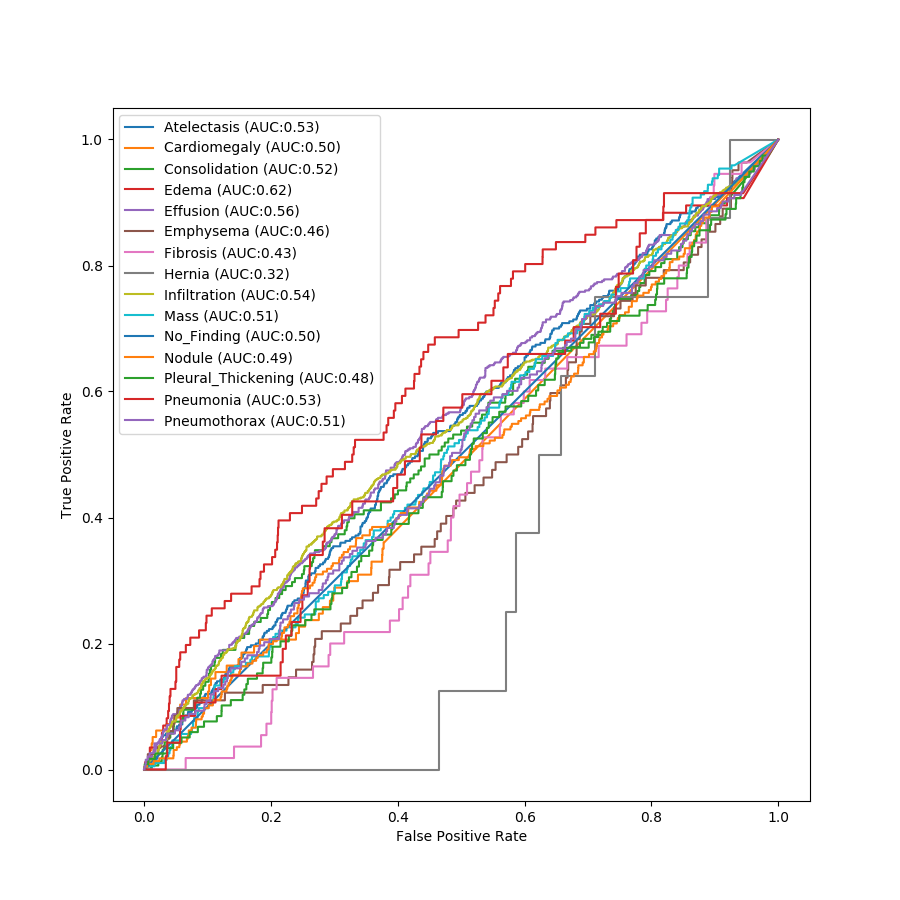 Atelectasis (AUC:0.53)
Cardiomegaly (AUC:0.50)
Consolidation (AUC:0.52)
Edema (AUC:0.62)
Effusion (AUC:0.56)
Emphysema (AUC:0.46)
Fibrosis (AUC:0.43)
Hernia (AUC:0.32)
Infiltration (AUC:0.54)
Mass (AUC:0.51)
No_Finding (AUC:0.50)
Nodule (AUC:0.49)
Pleural_Thickening (AUC:0.48)
Pneumonia (AUC:0.53)
Pneumothorax (AUC:0.51)
True Positive Rate
1.0
0.8
0.6
0.4
0.2
0.0
0.0 0.2 0.4 0.6 0.8 1.0
False Positive Rate